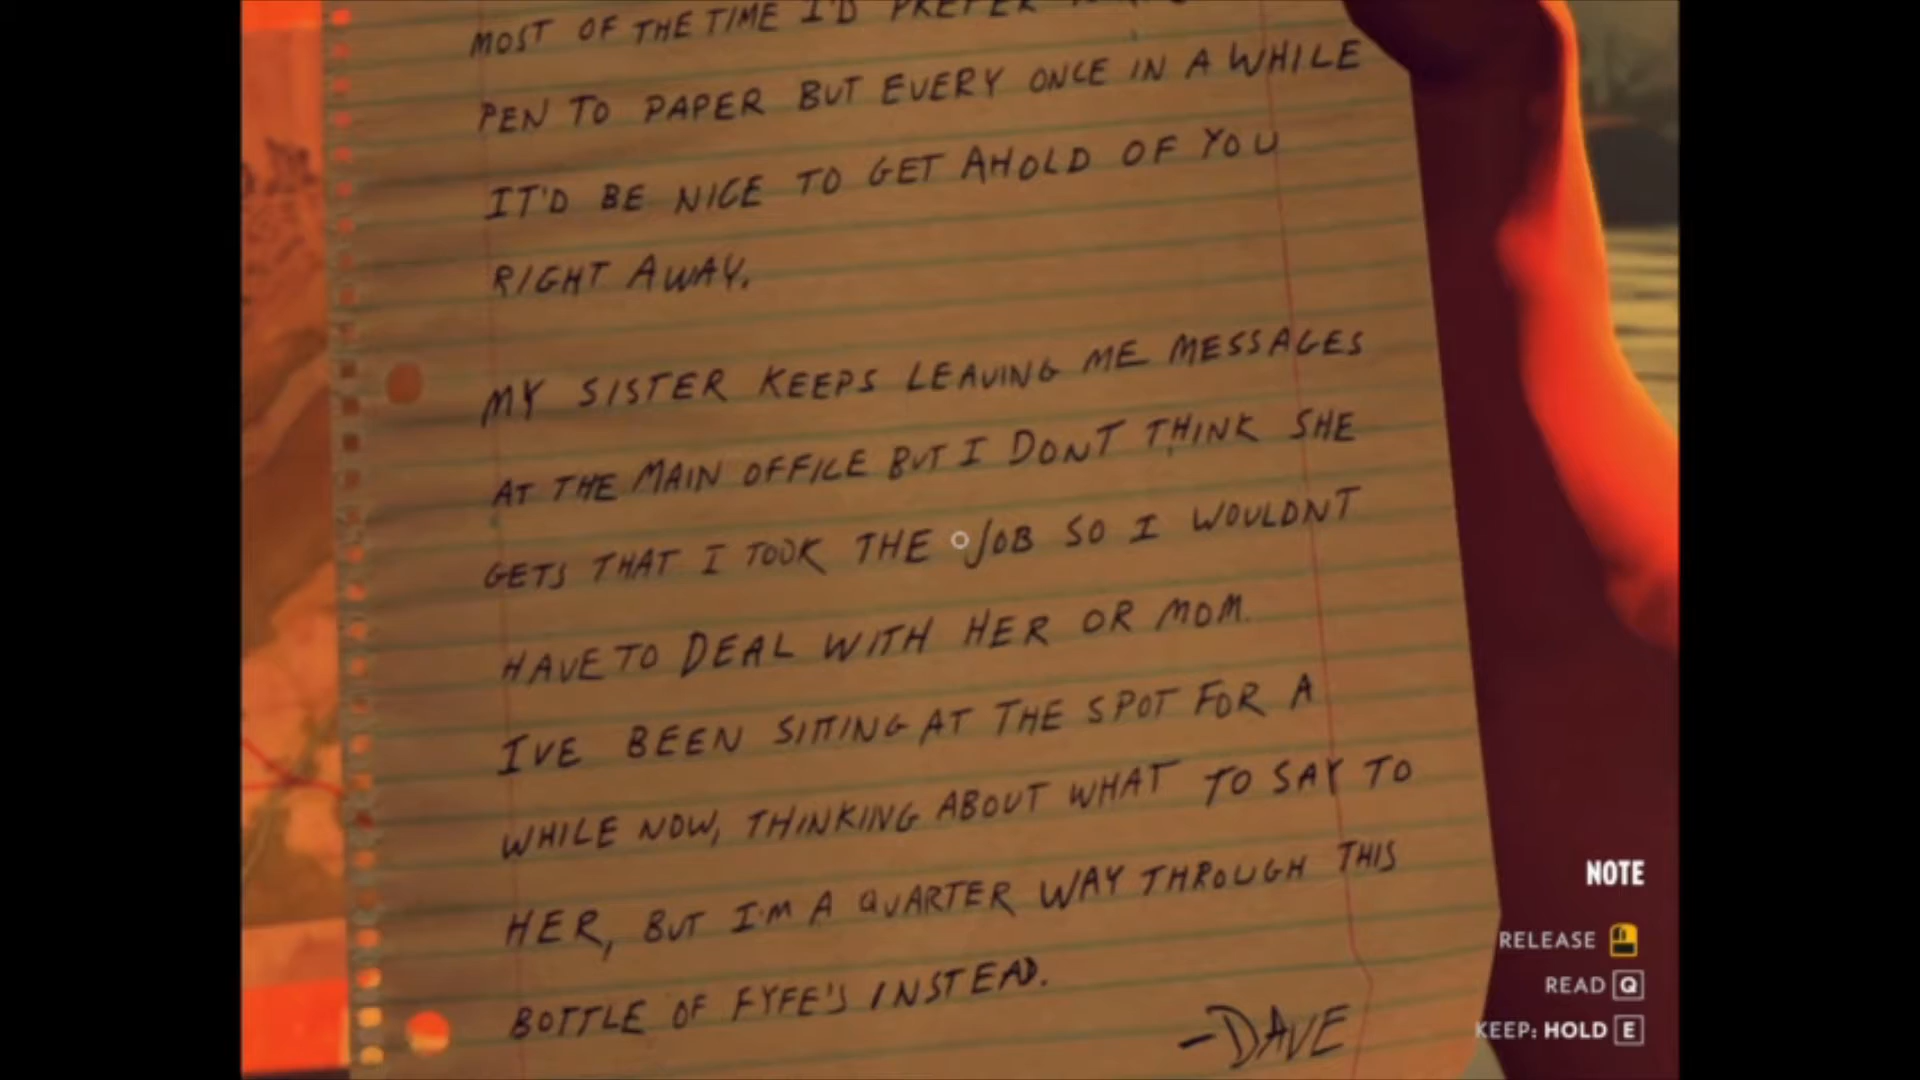 MOST OF THE TIME I'D PREFER
PEN TO PAPER BUT EVERY ONCE IN A WHILE
IT'D BE NICE TO GET AHOLD OF YOU
RIGHT AWAY.
MY SISTER KEEPS LEAVING ME MESSAGES
AT THE MAIN OFFICE BUT I DONT THINK SHE
GETS THAT I TOOK THE JOB SO I WOULDNT
HAVE TO DEAL WITH HER OR MOM.
IVE BEEN SITTING AT THE SPOT FOR A
WHILE NOW, THINKING ABOUT WHAT TO SAY TO
HER, BUT I'M A QUARTER WAY THROUGH THIS
BOTTLE OF FYFE'S INSTEAD.
-DAVE
NOTE
RELEASE
READ Q
KEEP: HOLD E